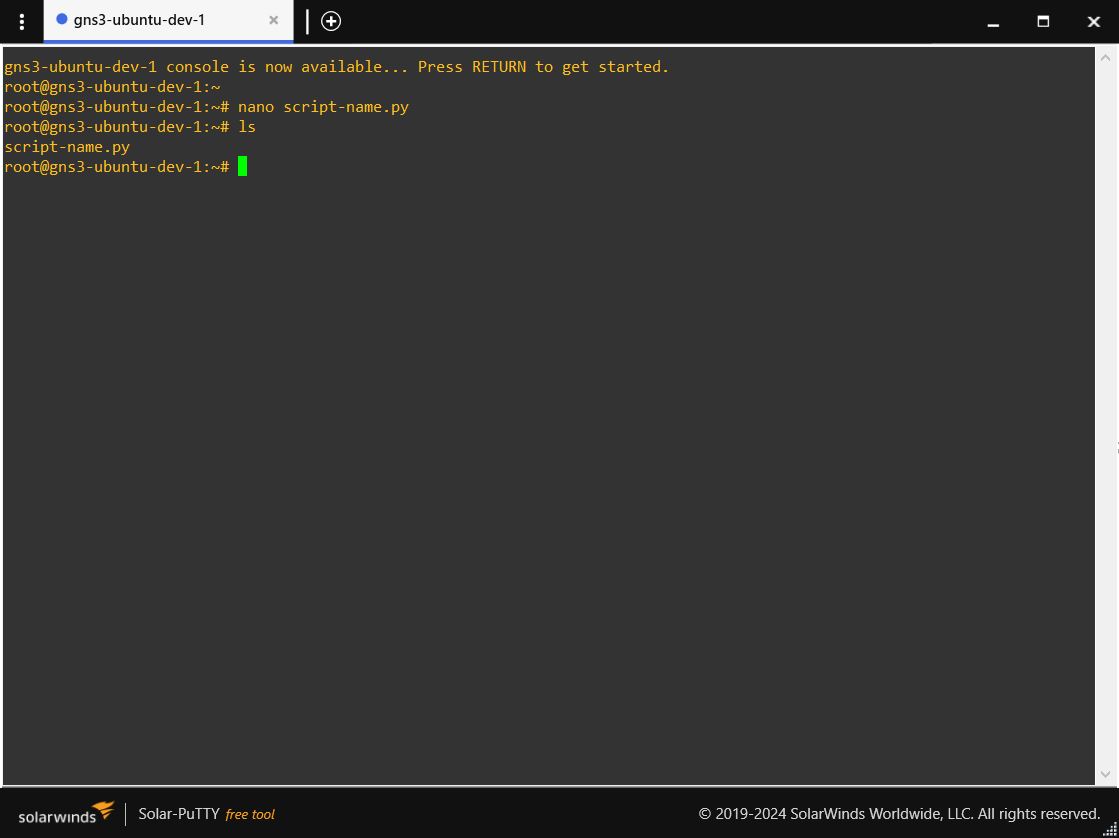 gns3-ubuntu-dev-1
gns3-ubuntu-dev-1 console is now available... Press RETURN to get started.
root@gns3-ubuntu-dev-1:~
root@gns3-ubuntu-dev-1:~# nano script-name.py
root@gns3-ubuntu-dev-1:~# ls
script-name.py
root@gns3-ubuntu-dev-1:~#
solarwinds Solar-PuTTY free tool © 2019-2024 SolarWinds Worldwide, LLC. All rights reserved.